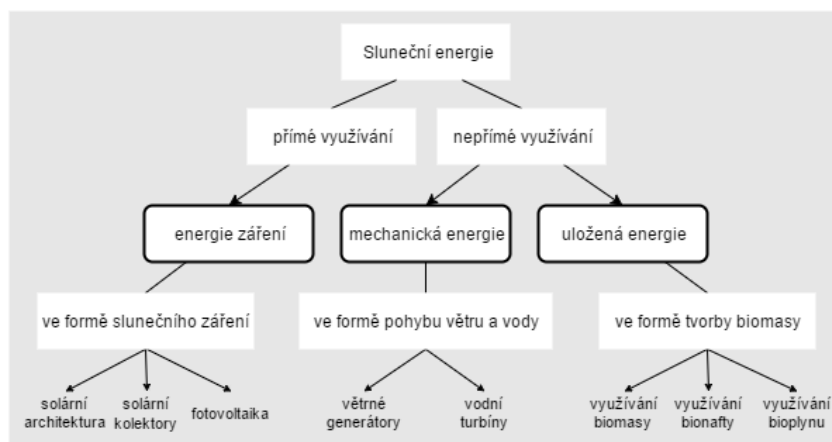 Sluneční energie
přímé využívání
nepřímé využívání
energie záření
mechanická energie
uložená energie
ve formě slunečního záření
ve formě pohybu větru a vody
ve formě tvorby biomasy
solární
architektura
solární
kolektory
fotovoltaika
větrné
generátory
vodní
turbíny
využívání
biomasy
využívání
bionafty
využívání
bioplynu